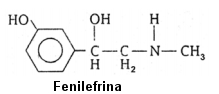 HO OH H
C — C — N — CH₃
H H₂
Fenilefrina